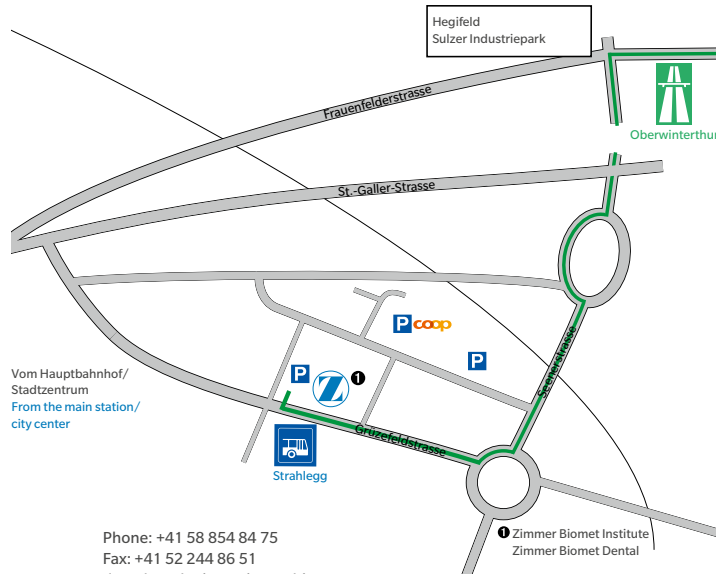 Hegifeld
Sulzer Industriepark
Frauenfelderstrasse
Oberwinterthur
St.-Galler-Strasse
P coop
P
Vom Hauptbahnhof/
Stadtzentrum
From the main station/
city center
P
Z
1
Seenerstrasse
Grüzefeldstrasse
Strahlegg
1 Zimmer Biomet Institute
Zimmer Biomet Dental
Phone: +41 58 854 84 75
Fax: +41 52 244 86 51